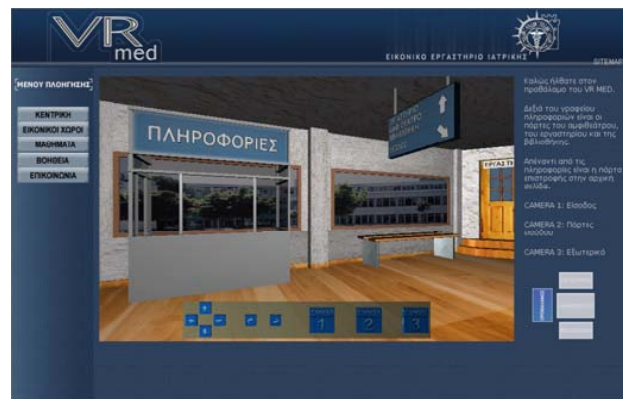 VR
med
ΕΙΚΟΝΙΚΟ ΕΡΓΑΣΤΗΡΙΟ ΙΑΤΡΙΚΗΣ
SITEMAP
[ΜΕΝΟΥ ΠΛΟΗΓΗΣΗΣ]
ΚΕΝΤΡΙΚΗ
ΕΙΚΟΝΙΚΟΙ ΧΩΡΟΙ
ΜΑΘΗΜΑΤΑ
ΒΟΗΘΕΙΑ
ΕΠΙΚΟΙΝΩΝΙΑ
ΠΛΗΡΟΦΟΡΙΕΣ
ΕΡΓΑΣΤΗ
1
2
3
Καλώς ήλθατε στον
προθάλαμο του VR MED.
Δεξιά του γραφείου
πληροφοριών είναι οι
πόρτες του αμφιθεάτρου,
του εργαστηρίου και της
βιβλιοθήκης.
Απέναντι από τις
πληροφορίες είναι η πόρτα
επιστροφής στην αρχική
σελίδα.
CAMERA 1: Είσοδος
CAMERA 2: Πόρτες
CAMERA 3: Εξωτερικό